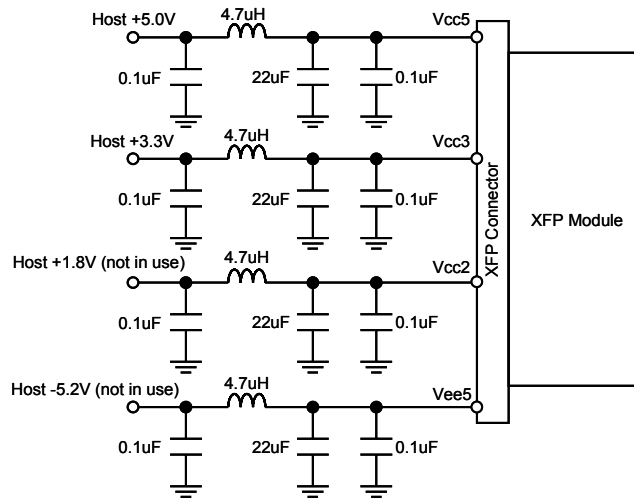 Host +5.0V
4.7uH
Vcc5
0.1uF
22uF
0.1uF
Host +3.3V
4.7uH
Vcc3
0.1uF
22uF
0.1uF
Host +1.8V (not in use)
4.7uH
Vcc2
0.1uF
22uF
0.1uF
Host -5.2V (not in use)
4.7uH
Vee5
0.1uF
22uF
0.1uF
XFP Connector
XFP Module